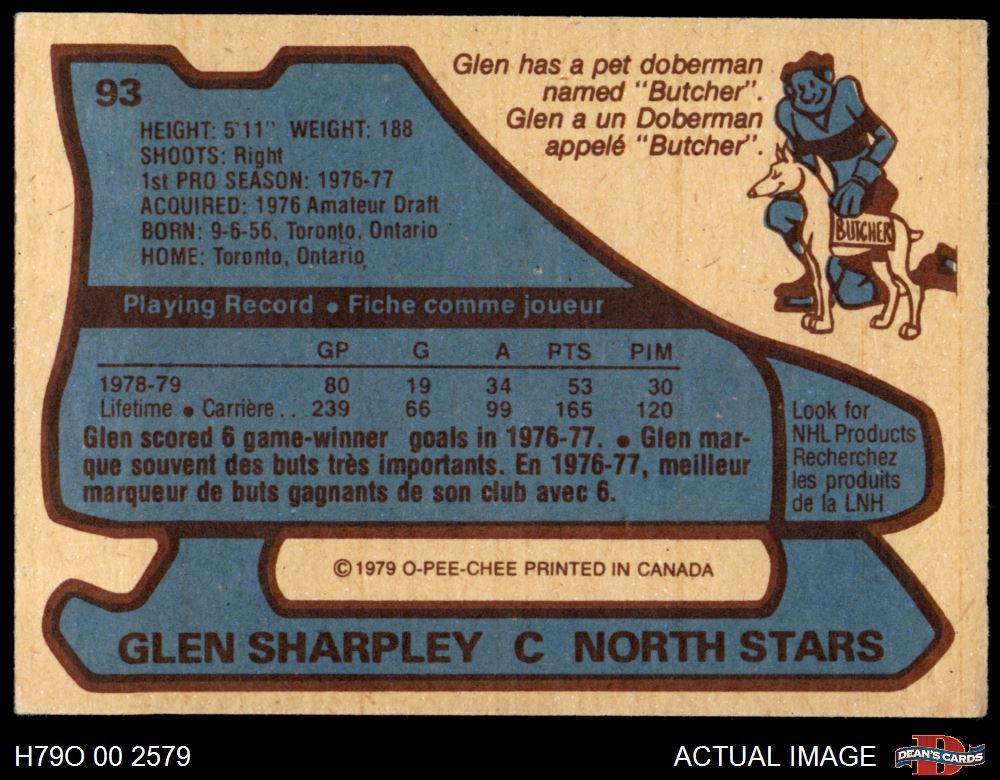 93
Glen has a pet doberman
named "Butcher".
Glen a un Doberman
appelé "Butcher".
BUTCHER
HEIGHT: 5'11" WEIGHT: 188
SHOOTS: Right
1st PRO SEASON: 1976-77
ACQUIRED: 1976 Amateur Draft
BORN: 9-6-56, Toronto, Ontario
HOME: Toronto, Ontario
Playing Record • Fiche comme joueur
GP G A PTS PIM
1978-79 80 19 34 53 30
Lifetime • Carrière .. 239 66 99 165 120
Glen scored 6 game-winner goals in 1976-77. • Glen mar-
que souvent des buts très importants. En 1976-77, meilleur
marqueur de buts gagnants de son club avec 6.
Look for
NHL Products
Recherchez
les produits
de la LNH
©1979 O-PEE-CHEE PRINTED IN CANADA
GLEN SHARPLEY C NORTH STARS
H79O 00 2579
ACTUAL IMAGE
D
DEAN'S CARDS